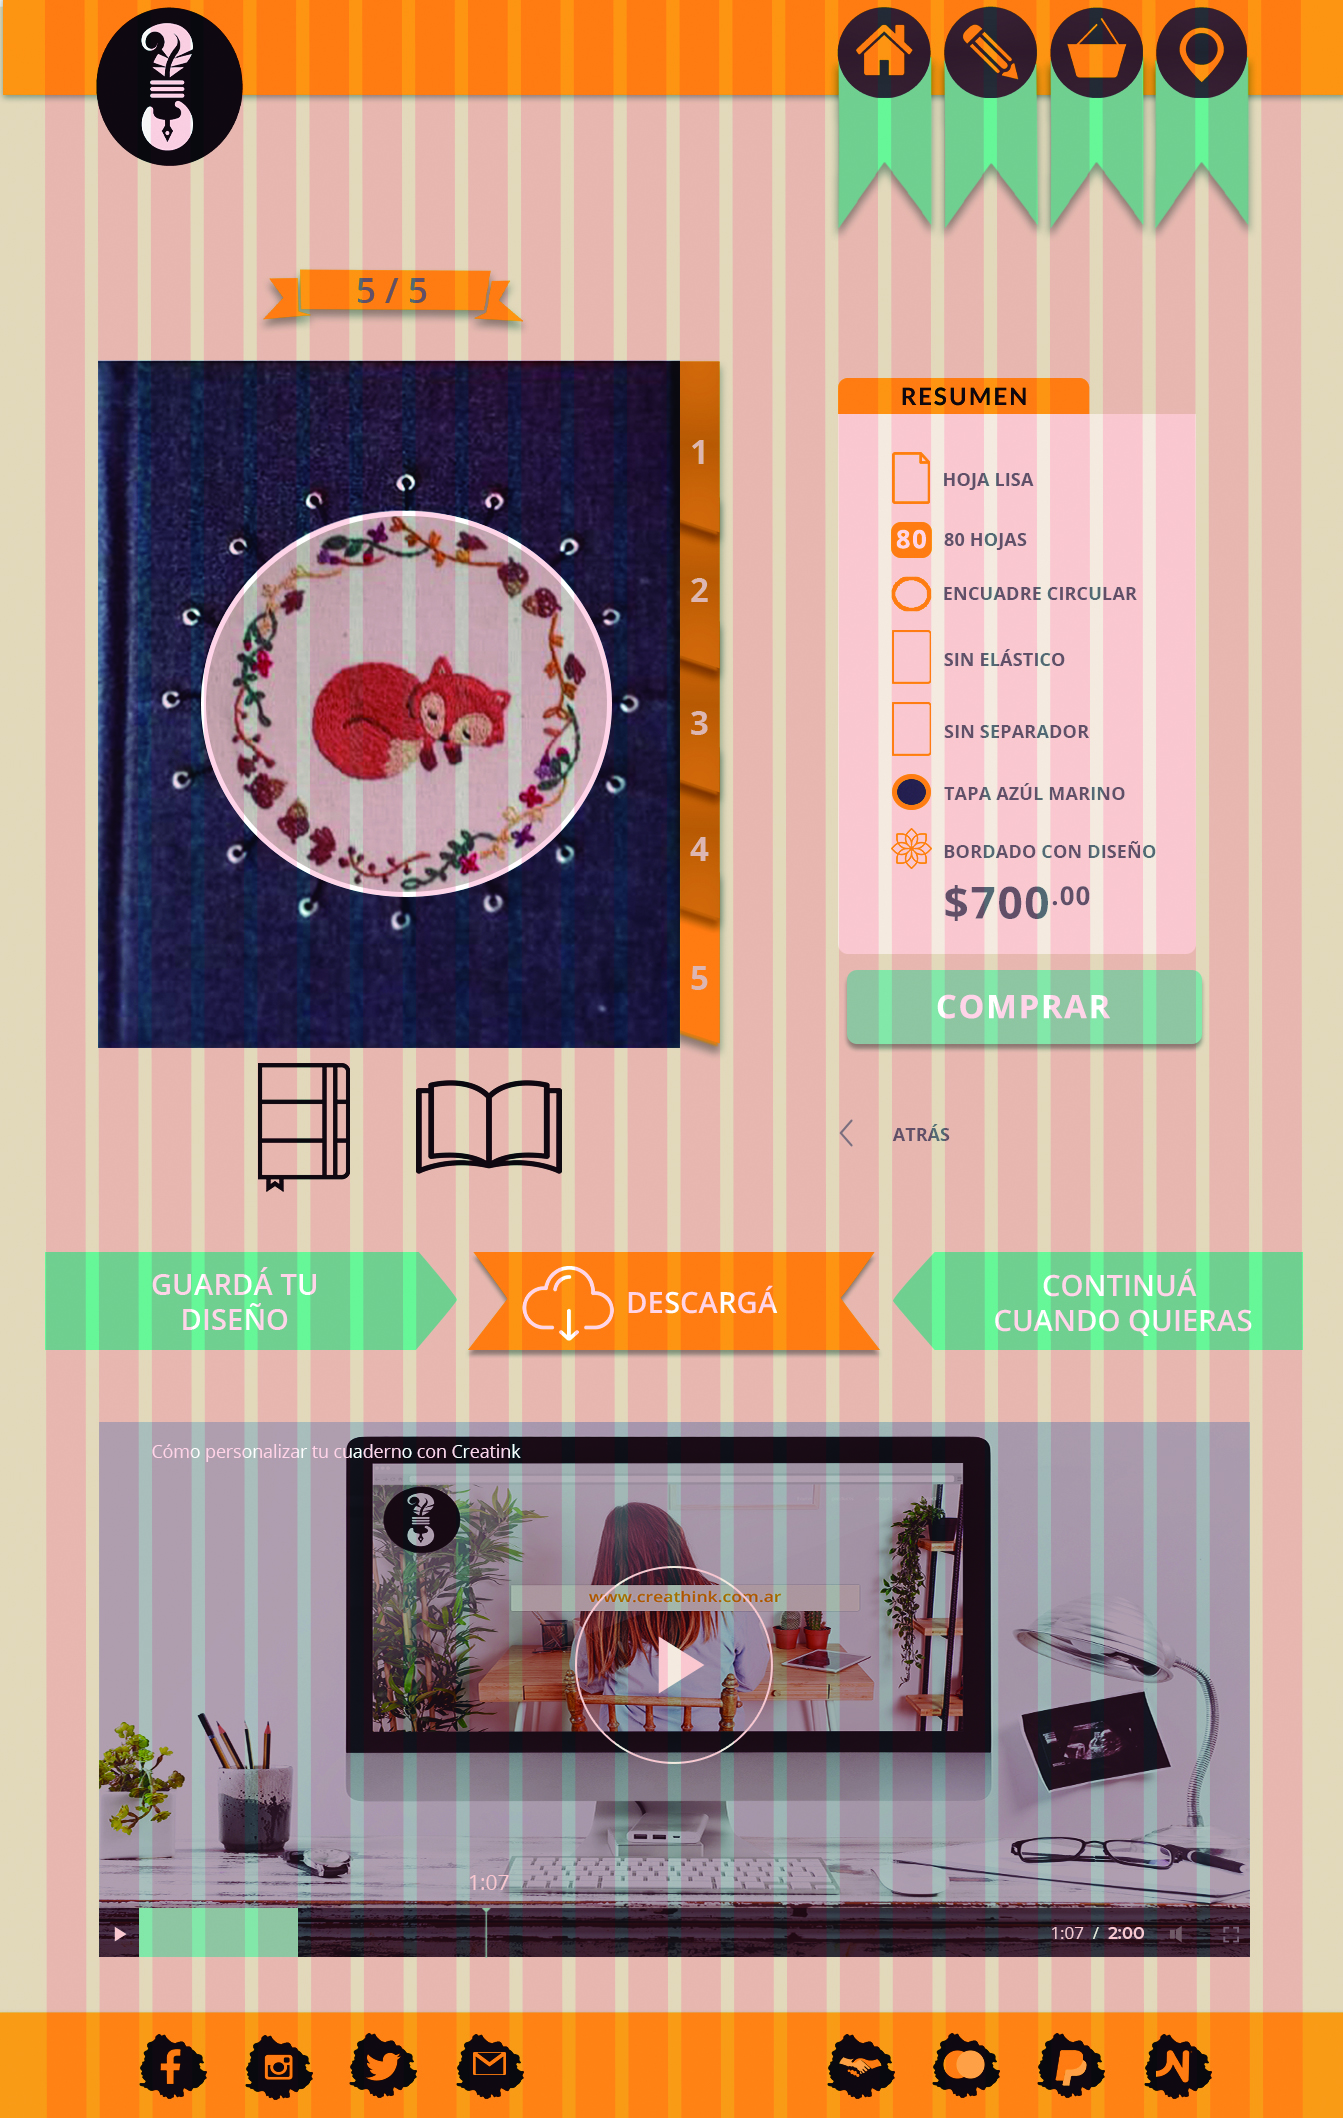 5 / 5
1
2
3
4
5
RESUMEN
HOJA LISA
80
80 HOJAS
ENCUADRE CIRCULAR
SIN ELÁSTICO
SIN SEPARADOR
TAPA AZÚL MARINO
BORDADO CON DISEÑO
$700.00
COMPRAR
ATRÁS
GUARDÁ TU
DISEÑO
DESCARGÁ
CONTINUÁ
CUANDO QUIERAS
Cómo personalizar tu cuaderno con Creatink
www.creathink.com.ar
1:07
1:07 / 2:00